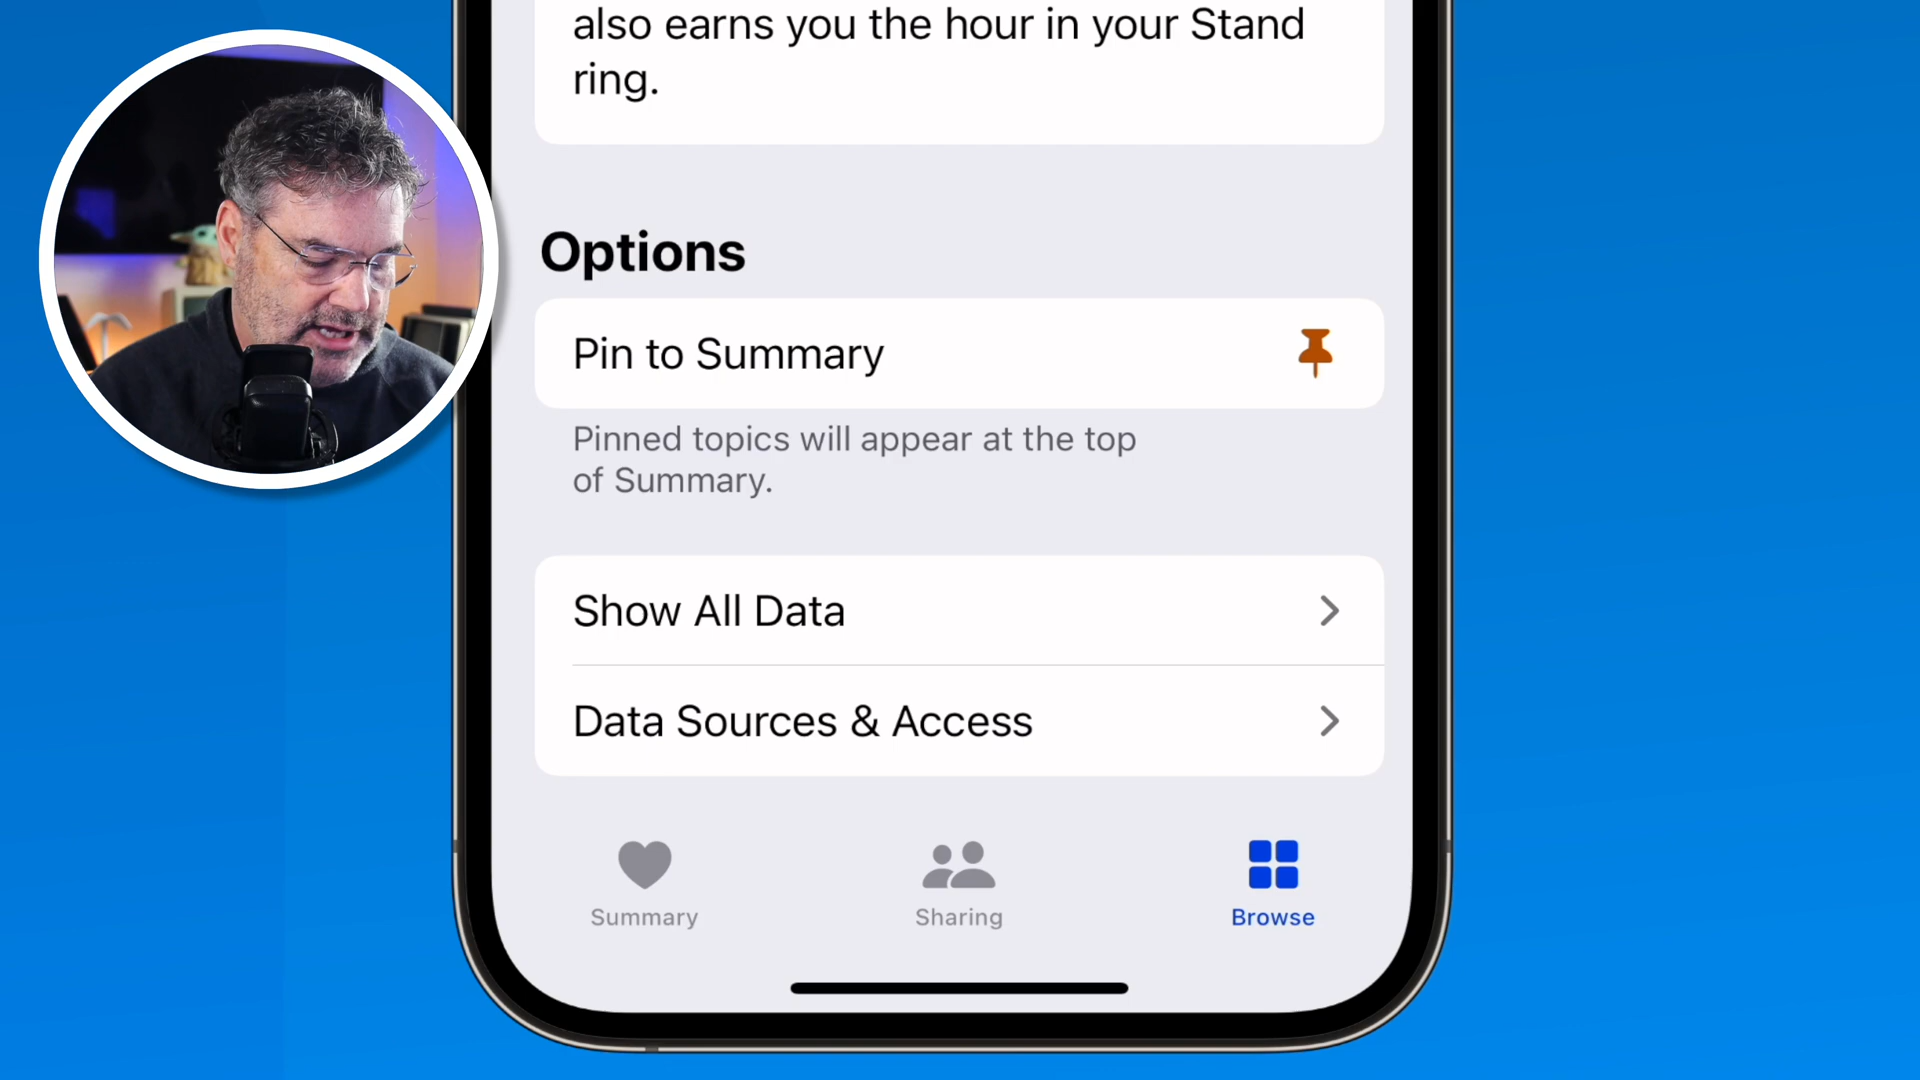 also earns you the hour in your Stand
ring.
Options
Pin to Summary
Pinned topics will appear at the top
of Summary.
Show All Data
Data Sources & Access
Summary
Sharing
Browse